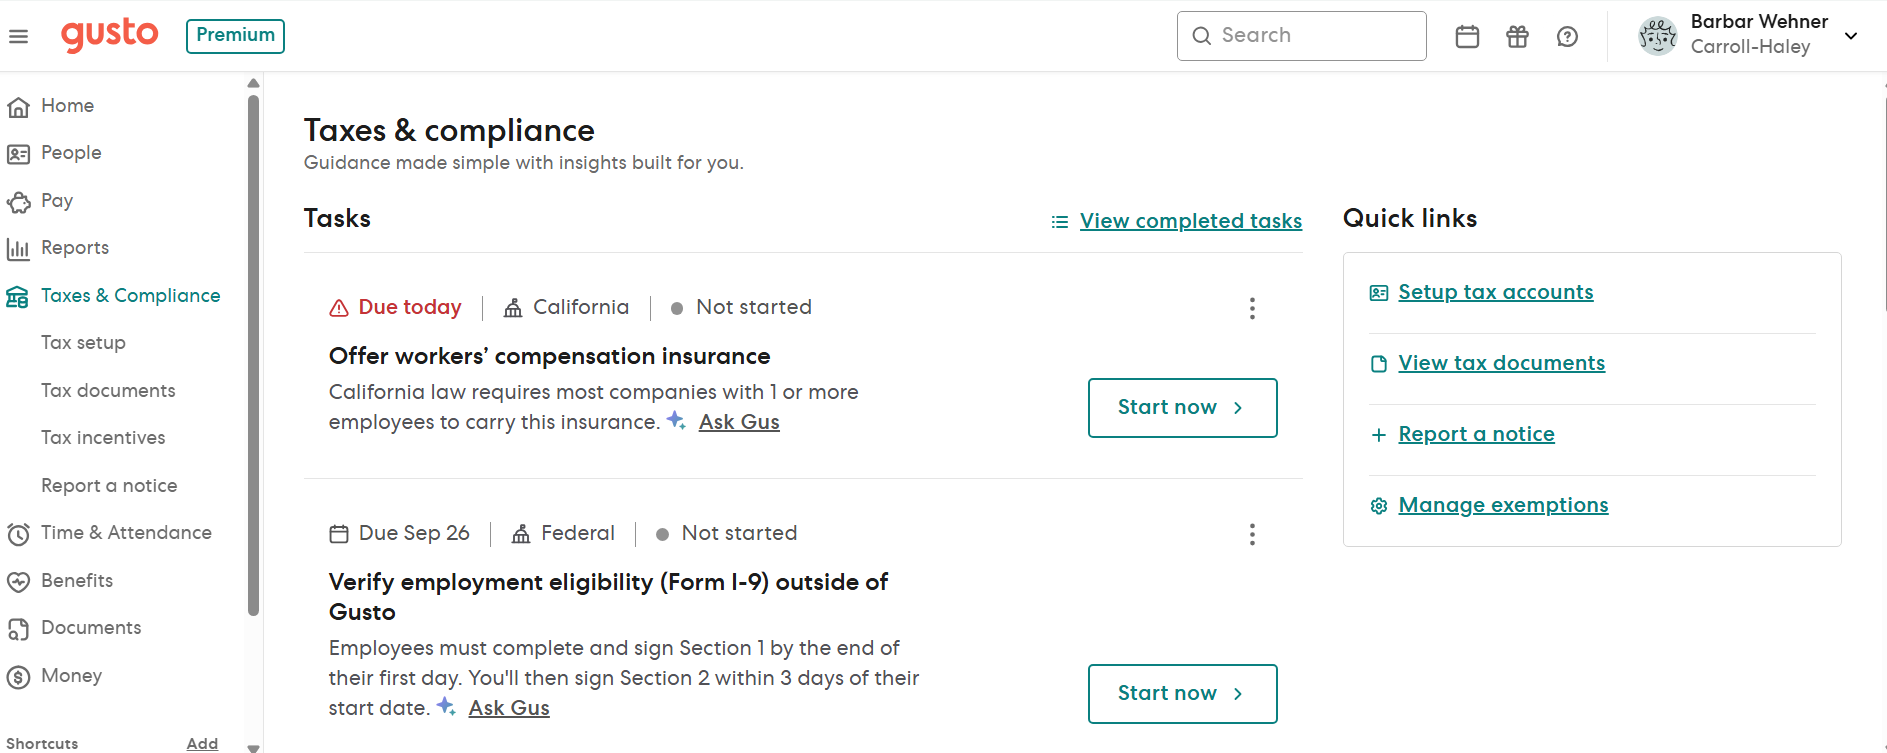 gusto
Premium
Search
Barbar Wehner
Carroll-Haley
Home
People
Pay
Reports
Taxes & Compliance
Tax setup
Tax documents
Tax incentives
Report a notice
Time & Attendance
Benefits
Documents
Money
Shortcuts Add
Taxes & compliance
Guidance made simple with insights built for you.
Tasks
View completed tasks
Due today
California
Not started
Offer workers’ compensation insurance
California law requires most companies with 1 or more
employees to carry this insurance. Ask Gus
Start now
Due Sep 26
Federal
Not started
Verify employment eligibility (Form I-9) outside of
Gusto
Employees must complete and sign Section 1 by the end of
their first day. You'll then sign Section 2 within 3 days of their
start date. Ask Gus
Start now
Quick links
Setup tax accounts
View tax documents
Report a notice
Manage exemptions